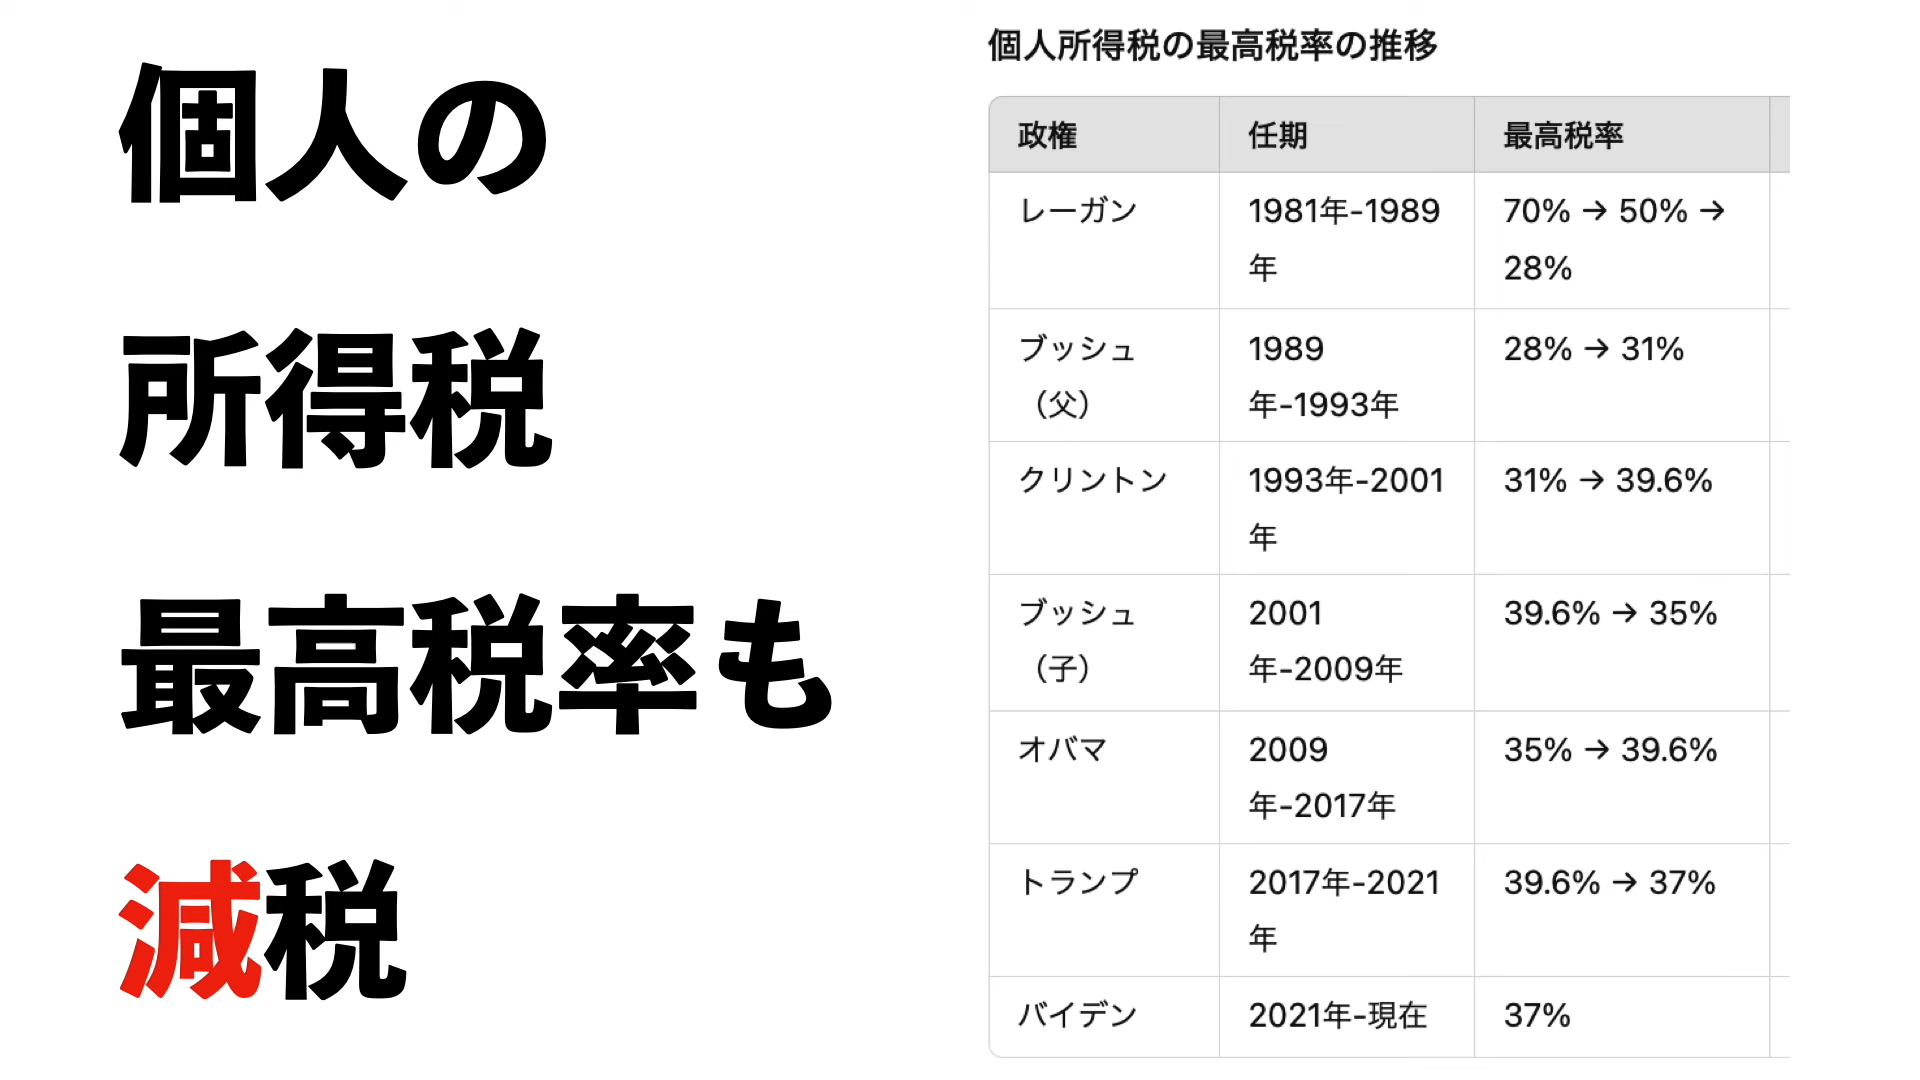 個人の
所得税
最高税率も
減税
個人所得税の最高税率の推移
政権 任期 最高税率
レーガン 1981年-1989 70% → 50% →
年 28%
ブッシュ 1989 28% → 31%
（父） 年-1993年
クリントン 1993年-2001 31% → 39.6%
年
ブッシュ 2001 39.6% → 35%
（子） 年-2009年
オバマ 2009 35% → 39.6%
年-2017年
トランプ 2017年-2021 39.6% → 37%
年
バイデン 2021年-現在 37%